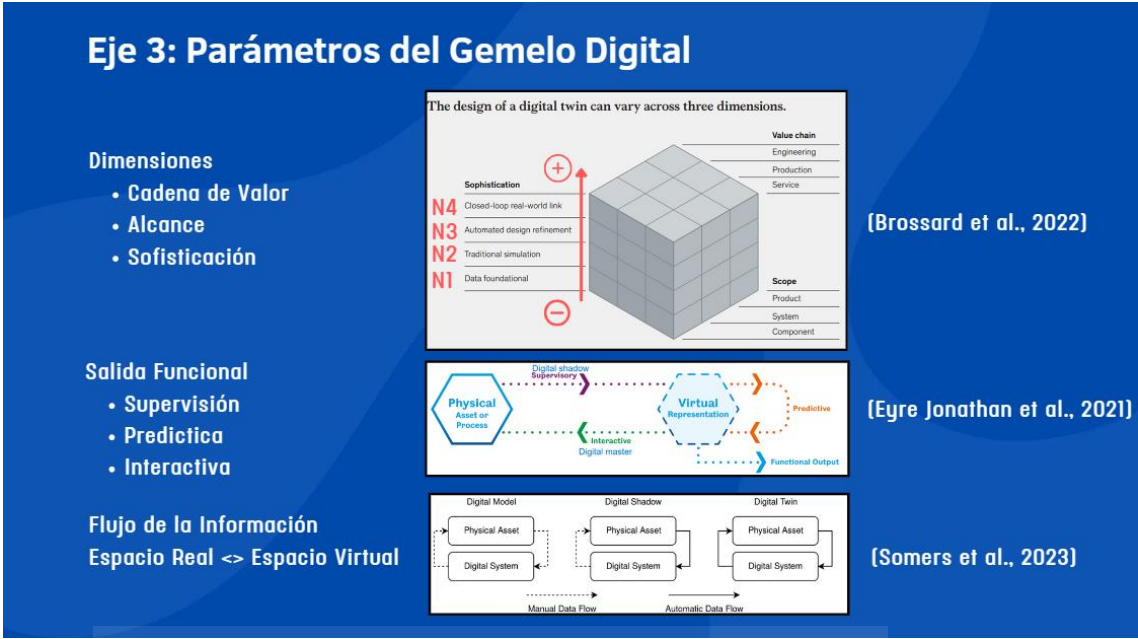 Eje 3: Parámetros del Gemelo Digital
Dimensiones
• Cadena de Valor
• Alcance
• Sofisticación
The design of a digital twin can vary across three dimensions.
Value chain
Engineering
Production
Service
Sophistication
N4 Closed-loop real-world link
N3 Automated design refinement
N2 Traditional simulation
N1 Data foundational
Scope
Product
System
Component
(Brossard et al., 2022)
Salida Funcional
• Supervisión
• Predictica
• Interactiva
Digital shadow
Supervisory
Physical
Asset or
Process
Virtual
Representation
Predictive
Interactive
Digital master
Functional Output
(Eyre Jonathan et al., 2021)
Flujo de la Información
Espacio Real <> Espacio Virtual
Digital Model
Physical Asset
Digital System
Digital Shadow
Physical Asset
Digital System
Digital Twin
Physical Asset
Digital System
Manual Data Flow
Automatic Data Flow
(Somers et al., 2023)